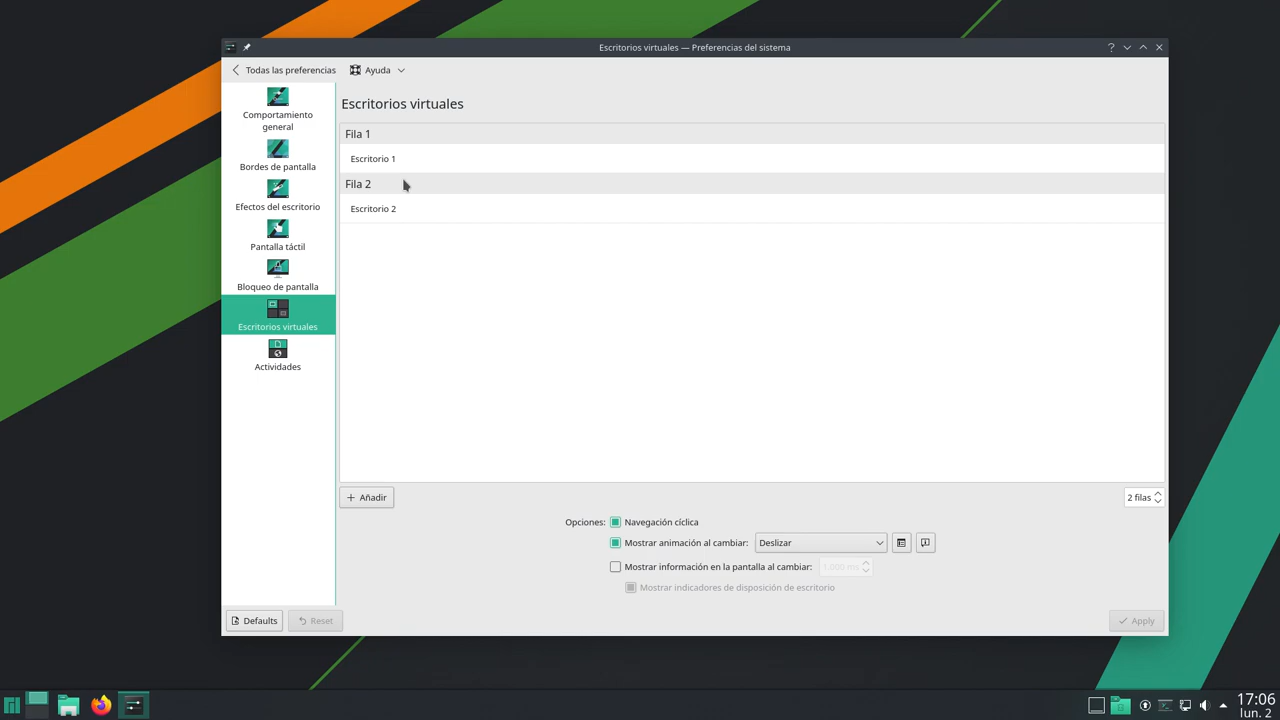 Escritorios virtuales — Preferencias del sistema
?
Todas las preferencias
Ayuda
Comportamiento
general
Bordes de pantalla
Efectos del escritorio
Pantalla táctil
Bloqueo de pantalla
Escritorios virtuales
Actividades
Escritorios virtuales
Fila 1
Escritorio 1
Fila 2
Escritorio 2
Añadir
2 filas
Opciones:
Navegación cíclica
Mostrar animación al cambiar:
Deslizar
Mostrar información en la pantalla al cambiar:
1.000 ms
Mostrar indicadores de disposición de escritorio
Defaults
Reset
Apply
17:06
lun. 2